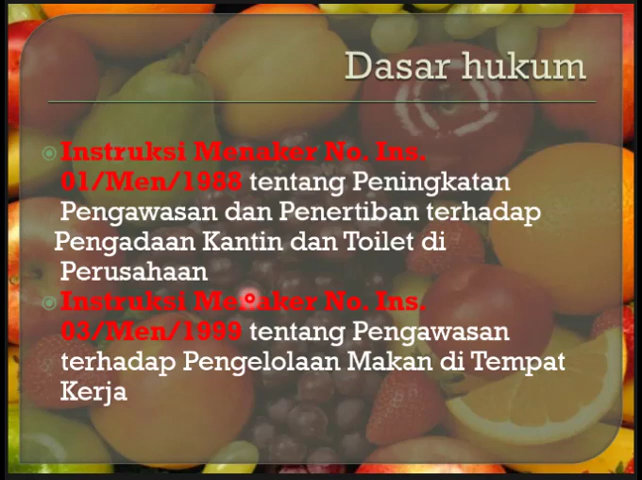 Dasar hukum
Instruksi Menaker No. Ins.
01/Men/1988 tentang Peningkatan
Pengawasan dan Penertiban terhadap
Pengadaan Kantin dan Toilet di
Perusahaan
Instruksi Menaker No. Ins.
03/Men/1999 tentang Pengawasan
terhadap Pengelolaan Makan di Tempat
Kerja